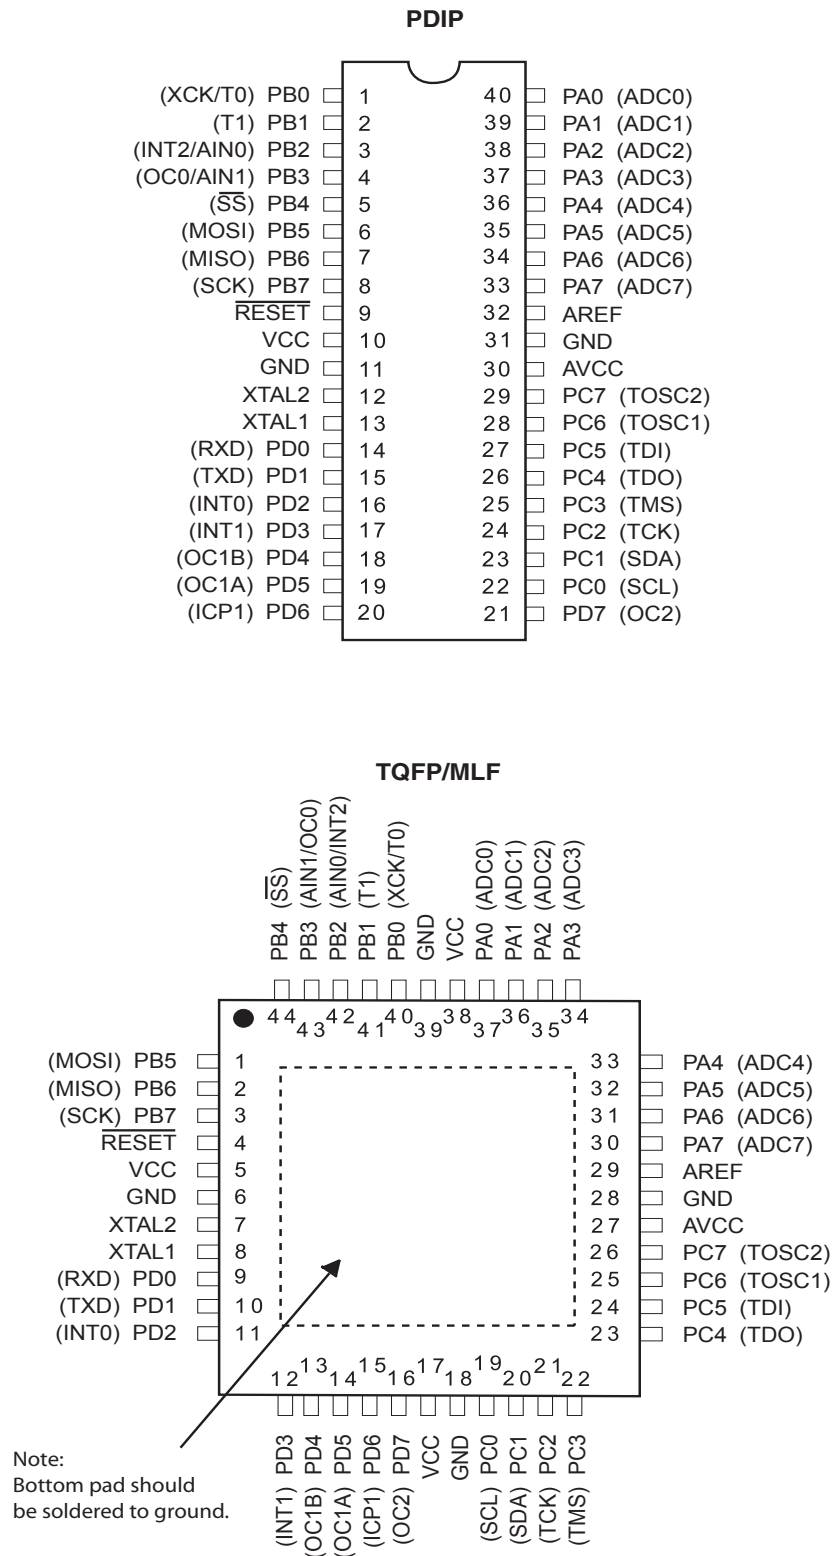 PDIP
(XCK/T0) PB0 1 40 PA0 (ADC0)
(T1) PB1 2 39 PA1 (ADC1)
(INT2/AIN0) PB2 3 38 PA2 (ADC2)
(OC0/AIN1) PB3 4 37 PA3 (ADC3)
(SS) PB4 5 36 PA4 (ADC4)
(MOSI) PB5 6 35 PA5 (ADC5)
(MISO) PB6 7 34 PA6 (ADC6)
(SCK) PB7 8 33 PA7 (ADC7)
RESET 9 32 AREF
VCC 10 31 GND
GND 11 30 AVCC
XTAL2 12 29 PC7 (TOSC2)
XTAL1 13 28 PC6 (TOSC1)
(RXD) PD0 14 27 PC5 (TDI)
(TXD) PD1 15 26 PC4 (TDO)
(INT0) PD2 16 25 PC3 (TMS)
(INT1) PD3 17 24 PC2 (TCK)
(OC1B) PD4 18 23 PC1 (SDA)
(OC1A) PD5 19 22 PC0 (SCL)
(ICP1) PD6 20 21 PD7 (OC2)
TQFP/MLF
PB4 (SS)
PB3 (AIN1/OC0)
PB2 (AIN0/INT2)
PB1 (T1)
PB0 (XCK/T0)
GND
VCC
PA0 (ADC0)
PA1 (ADC1)
PA2 (ADC2)
PA3 (ADC3)
44 43 42 41 40 39 38 37 36 35 34
(MOSI) PB5 1 33 PA4 (ADC4)
(MISO) PB6 2 32 PA5 (ADC5)
(SCK) PB7 3 31 PA6 (ADC6)
RESET 4 30 PA7 (ADC7)
VCC 5 29 AREF
GND 6 28 GND
XTAL2 7 27 AVCC
XTAL1 8 26 PC7 (TOSC2)
(RXD) PD0 9 25 PC6 (TOSC1)
(TXD) PD1 10 24 PC5 (TDI)
(INT0) PD2 11 23 PC4 (TDO)
12 13 14 15 16 17 18 19 20 21 22
(INT1) PD3
(OC1B) PD4
(OC1A) PD5
(ICP1) PD6
(OC2) PD7
VCC
GND
(SCL) PC0
(SDA) PC1
(TCK) PC2
(TMS) PC3
Note:
Bottom pad should
be soldered to ground.